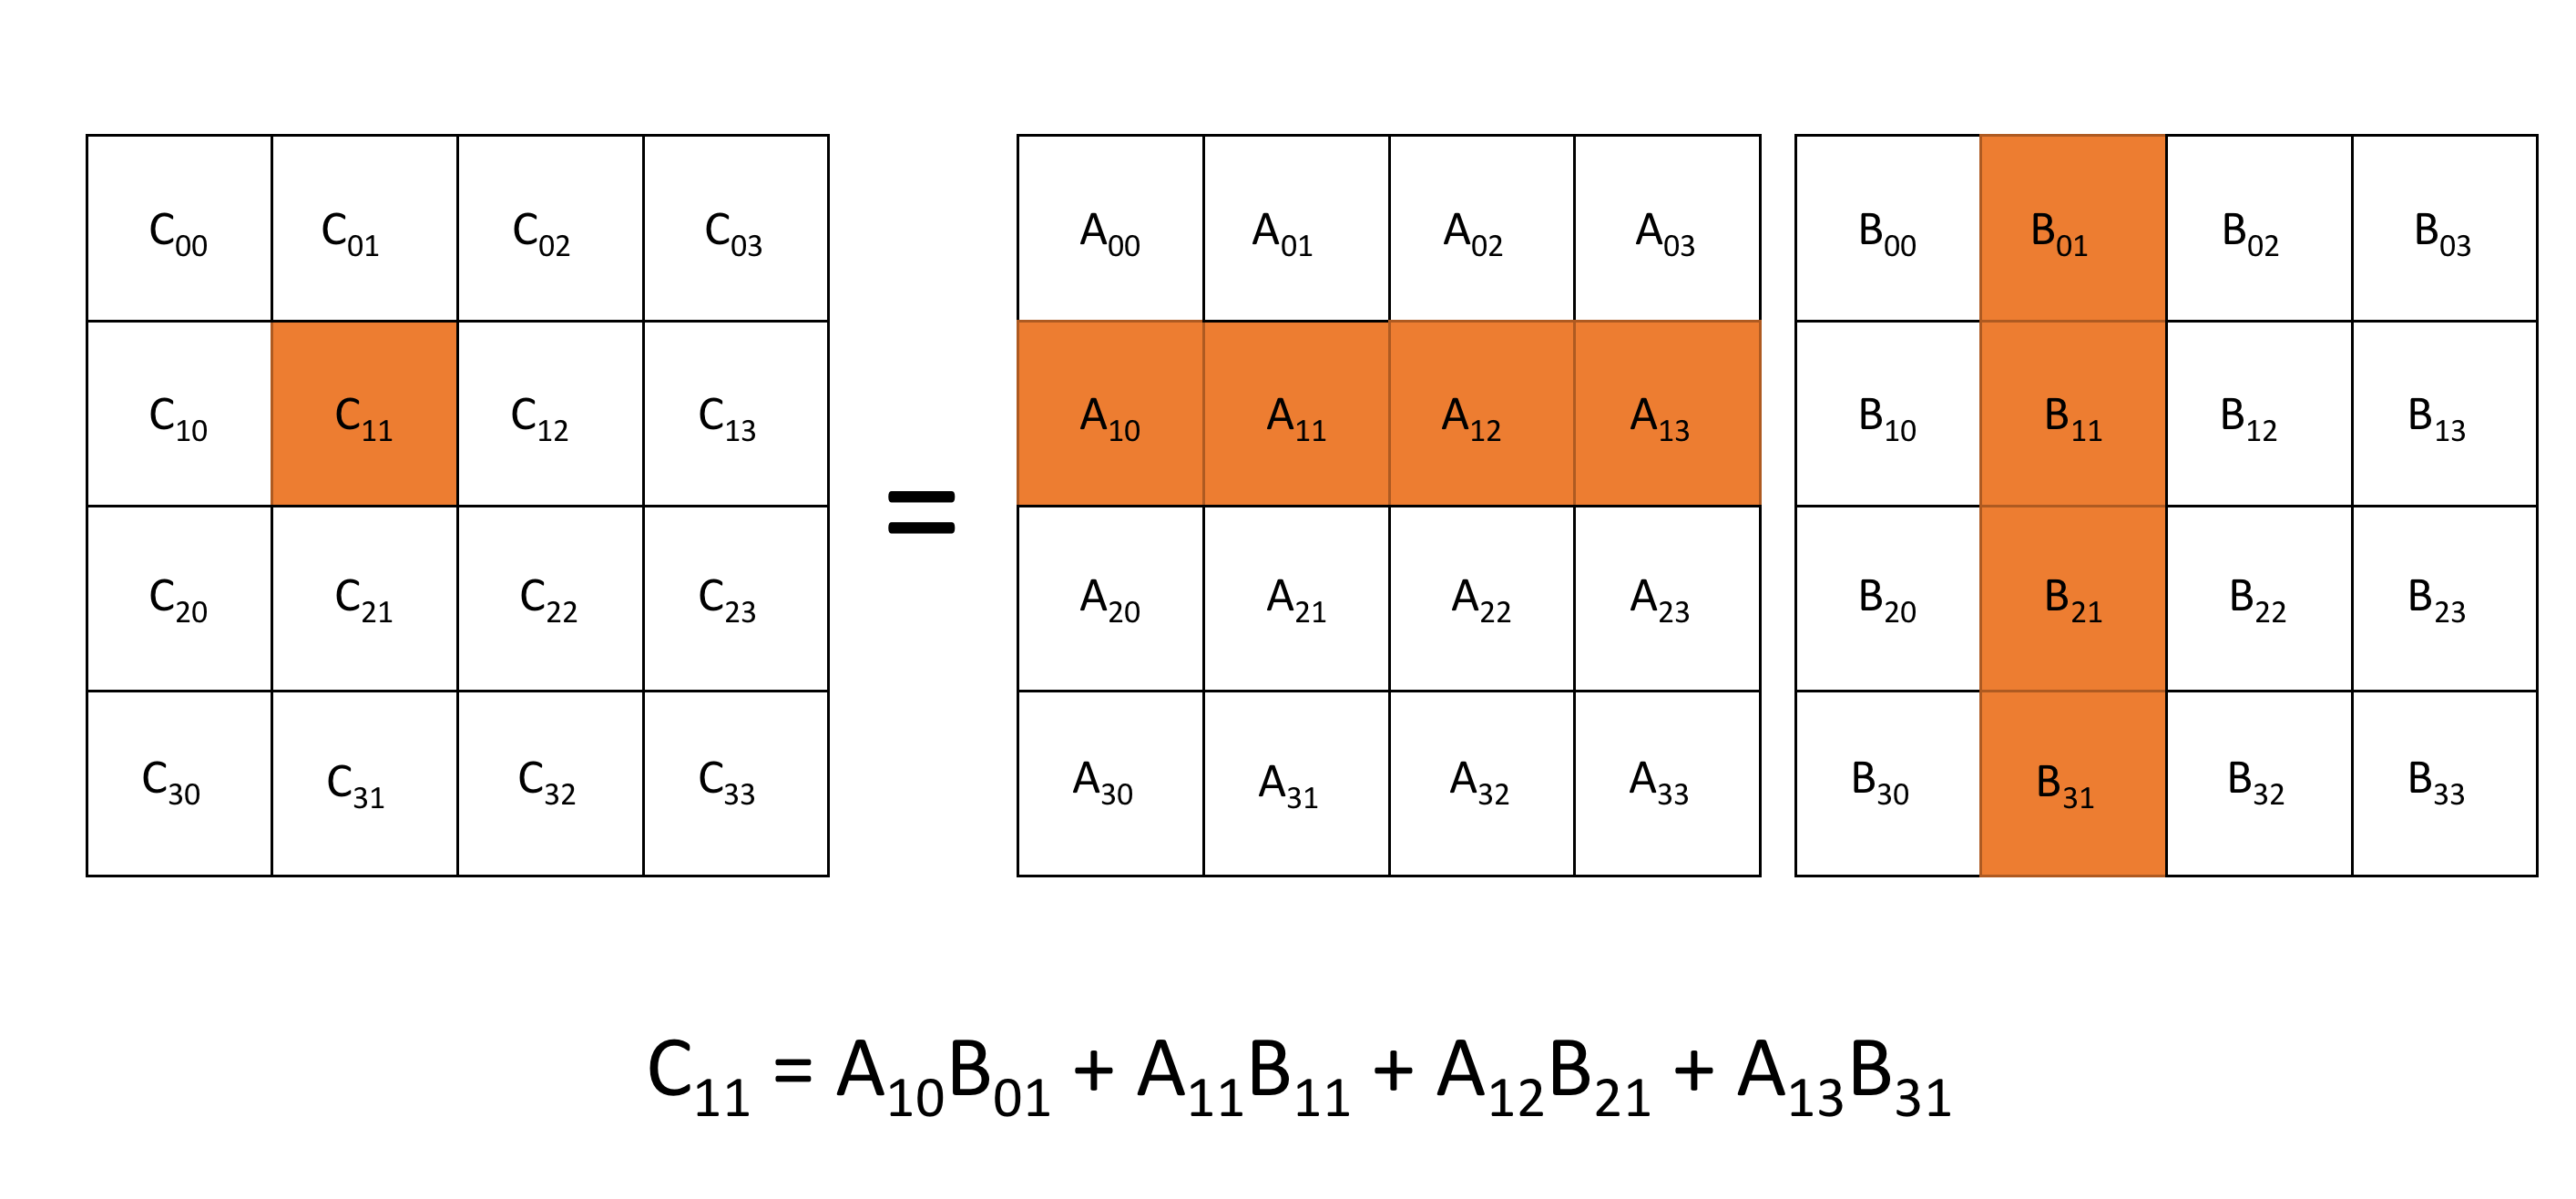 C₀₀ C₀₁ C₀₂ C₀₃ A₀₀ A₀₁ A₀₂ A₀₃ B₀₀ B₀₁ B₀₂ B₀₃
C₁₀ C₁₁ C₁₂ C₁₃ A₁₀ A₁₁ A₁₂ A₁₃ B₁₀ B₁₁ B₁₂ B₁₃
=
C₂₀ C₂₁ C₂₂ C₂₃ A₂₀ A₂₁ A₂₂ A₂₃ B₂₀ B₂₁ B₂₂ B₂₃
C₃₀ C₃₁ C₃₂ C₃₃ A₃₀ A₃₁ A₃₂ A₃₃ B₃₀ B₃₁ B₃₂ B₃₃
C₁₁ = A₁₀B₀₁ + A₁₁B₁₁ + A₁₂B₂₁ + A₁₃B₃₁